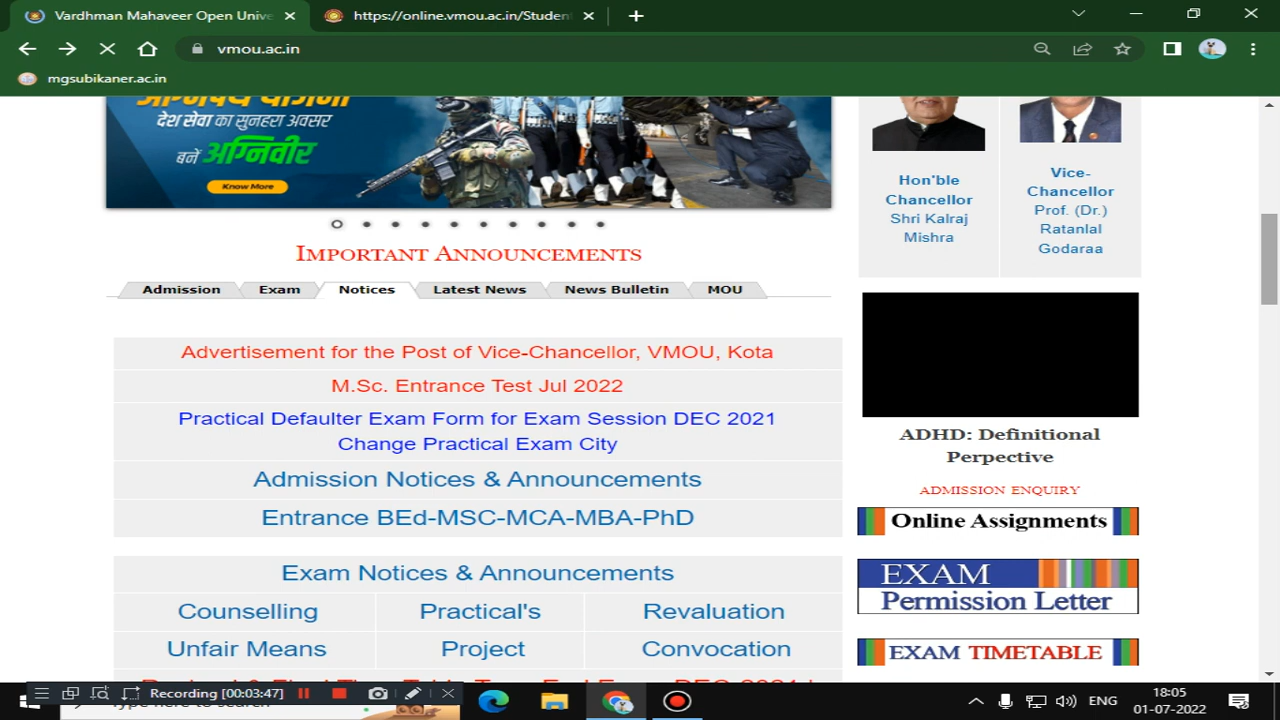 Vardhman Mahaveer Open Unive
https://online.vmou.ac.in/Studen
vmou.ac.in
mgsubikaner.ac.in
देश सेवा का सुनहरा अवसर
बनें अग्निवीर
Know More
Hon'ble
Chancellor
Shri Kalraj
Mishra
Vice-
Chancellor
Prof. (Dr.)
Ratanlal
Godaraa
IMPORTANT ANNOUNCEMENTS
Admission Exam Notices Latest News News Bulletin MOU
Advertisement for the Post of Vice-Chancellor, VMOU, Kota
M.Sc. Entrance Test Jul 2022
Practical Defaulter Exam Form for Exam Session DEC 2021
Change Practical Exam City
Admission Notices & Announcements
Entrance BEd-MSC-MCA-MBA-PhD
Exam Notices & Announcements
Counselling Practical's Revaluation
Unfair Means Project Convocation
ADHD: Definitional
Perpective
ADMISSION ENQUIRY
Online Assignments
EXAM
Permission Letter
EXAM TIMETABLE
Recording [00:03:47]
ENG
18:05
01-07-2022